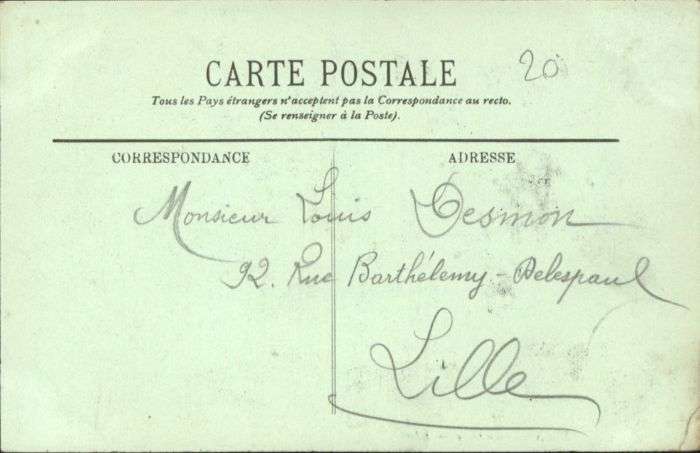 20
CARTE POSTALE
Tous les Pays étrangers n'acceptent pas la Correspondance au recto.
(Se renseigner à la Poste).
CORRESPONDANCE
ADRESSE
Monsieur Louis Desmon
92. Rue Barthélemy-Delespaul
Lille